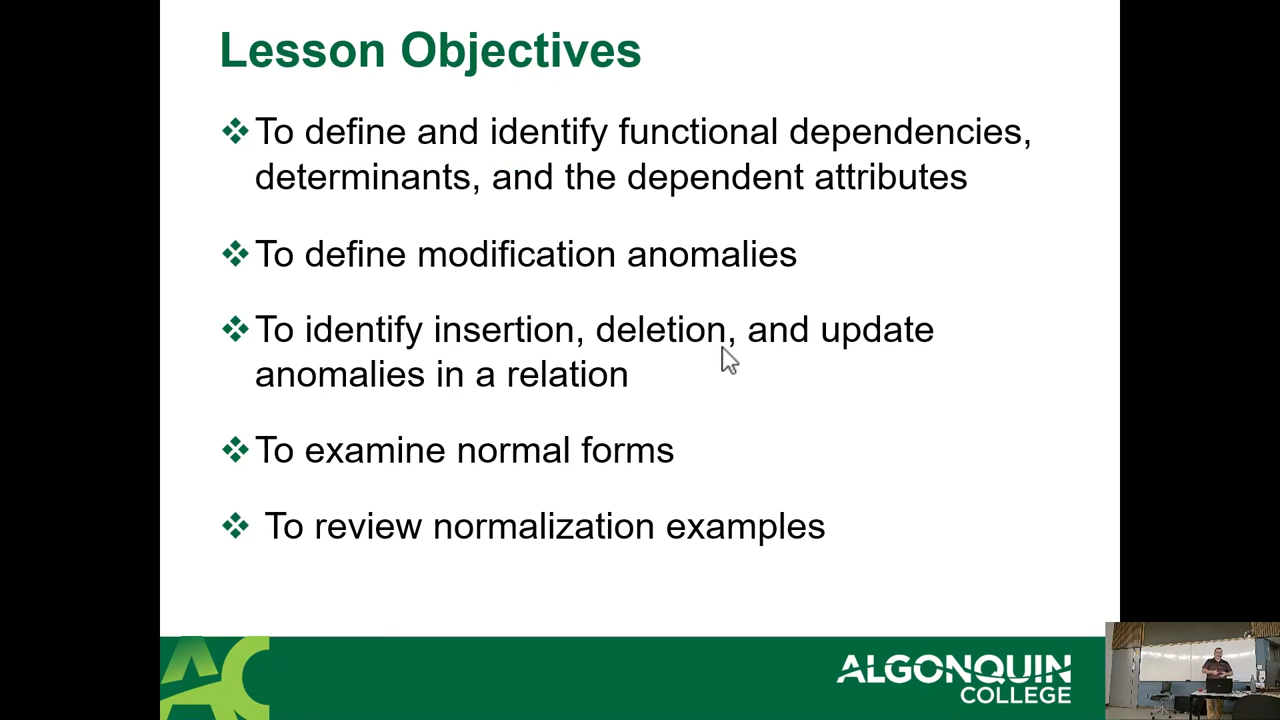 Lesson Objectives
To define and identify functional dependencies,
determinants, and the dependent attributes
To define modification anomalies
To identify insertion, deletion, and update
anomalies in a relation
To examine normal forms
To review normalization examples
AC
ALGONQUIN
COLLEGE